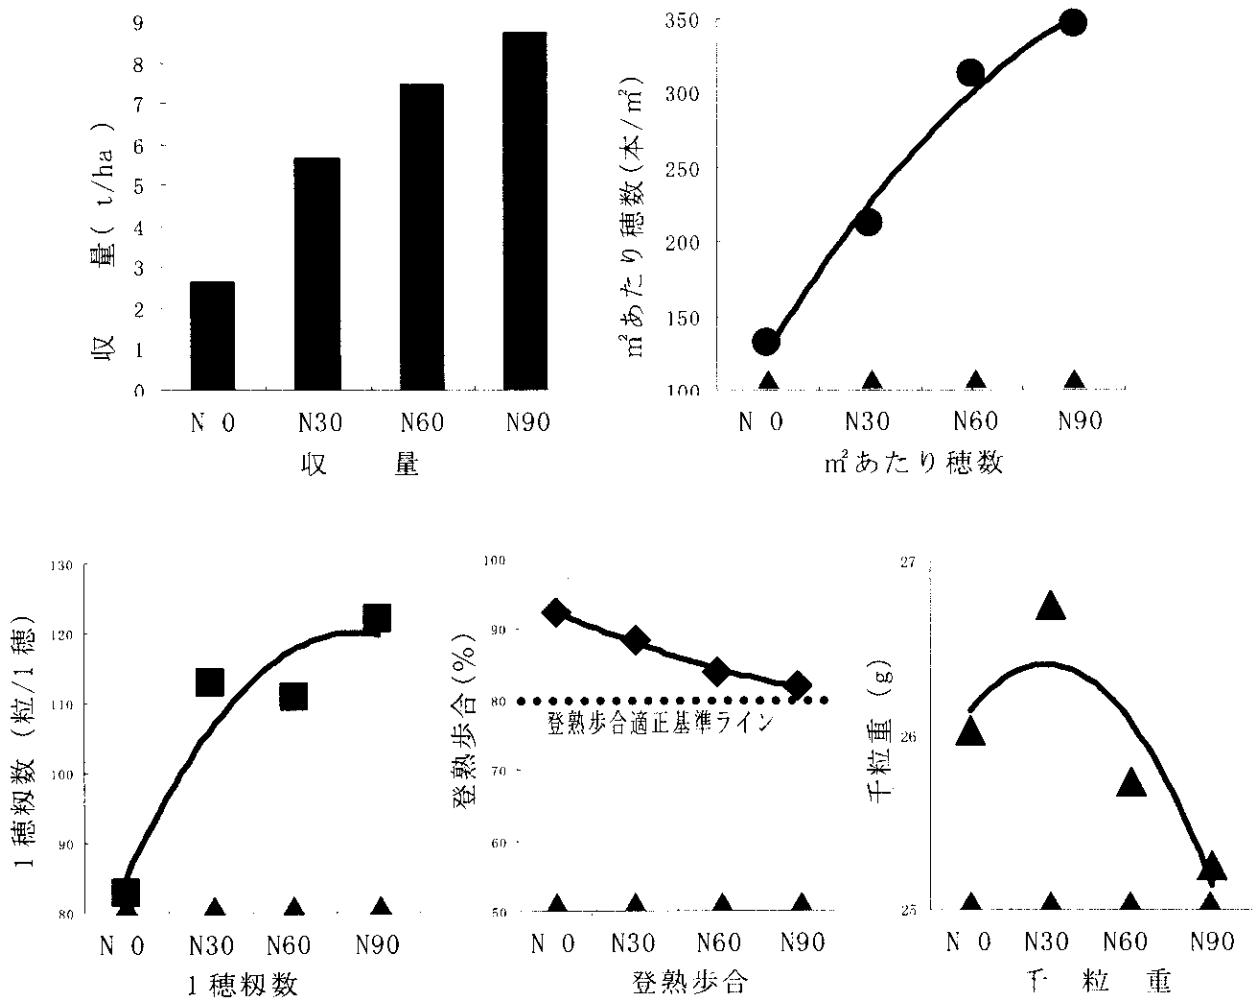 9
8
7
6
5
4
3
2
1
0
収 量( t/ha )
N 0 N30 N60 N90
収 量
350
300
250
200
150
100
㎡あたり穂数(本/㎡)
N 0 N30 N60 N90
㎡あたり穂数
130
120
110
100
90
80
1穂籾数 (粒/1穂)
N 0 N30 N60 N90
1穂籾数
100
90
80
70
60
50
登熟歩合(%)
登熟歩合適正基準ライン
N 0 N30 N60 N90
登熟歩合
27
26
25
千粒重 (g)
N 0 N30 N60 N90
千 粒 重